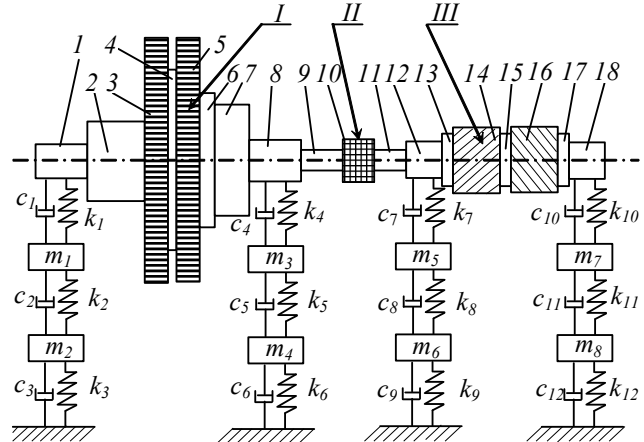 I II III
1 2 3 4 5 6 7 8 9 10 11 12 13 14 15 16 17 18
c1 k1 c4 k4 c7 k7 c10 k10
m1 m3 m5 m7
c2 k2 c5 k5 c8 k8 c11 k11
m2 m4 m6 m8
c3 k3 c6 k6 c9 k9 c12 k12